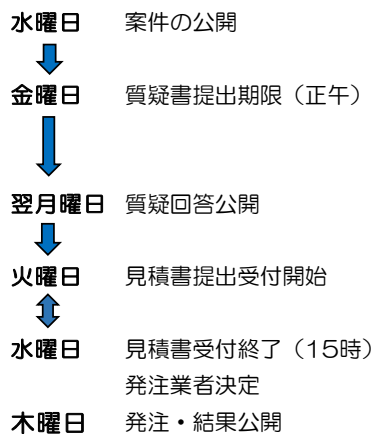 水曜日 案件の公開
金曜日 質疑書提出期限（正午）
翌月曜日 質疑回答公開
火曜日 見積書提出受付開始
水曜日 見積書受付終了（15時）
発注業者決定
木曜日 発注・結果公開